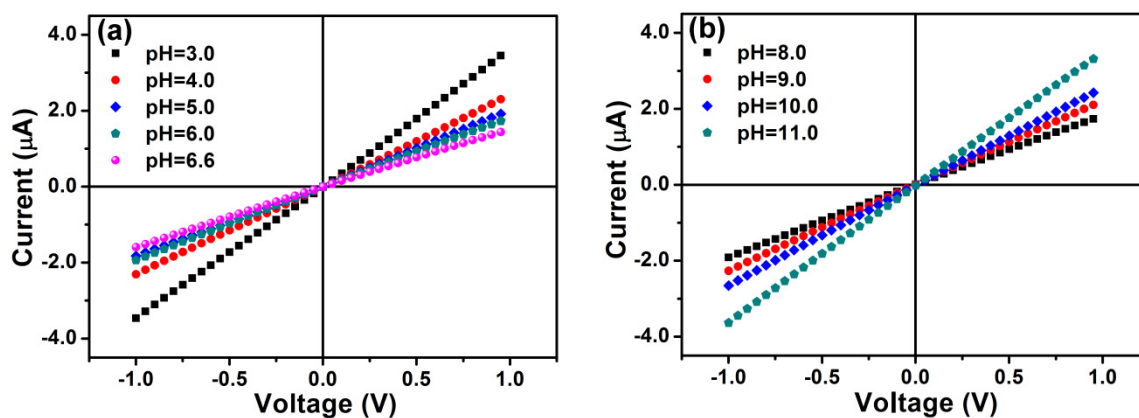 (a)
pH=3.0
pH=4.0
pH=5.0
pH=6.0
pH=6.6
4.0
2.0
0.0
-2.0
-4.0
Current (μA)
-1.0 -0.5 0.0 0.5 1.0
Voltage (V)
(b)
pH=8.0
pH=9.0
pH=10.0
pH=11.0
4.0
2.0
0.0
-2.0
-4.0
Current (μA)
-1.0 -0.5 0.0 0.5 1.0
Voltage (V)